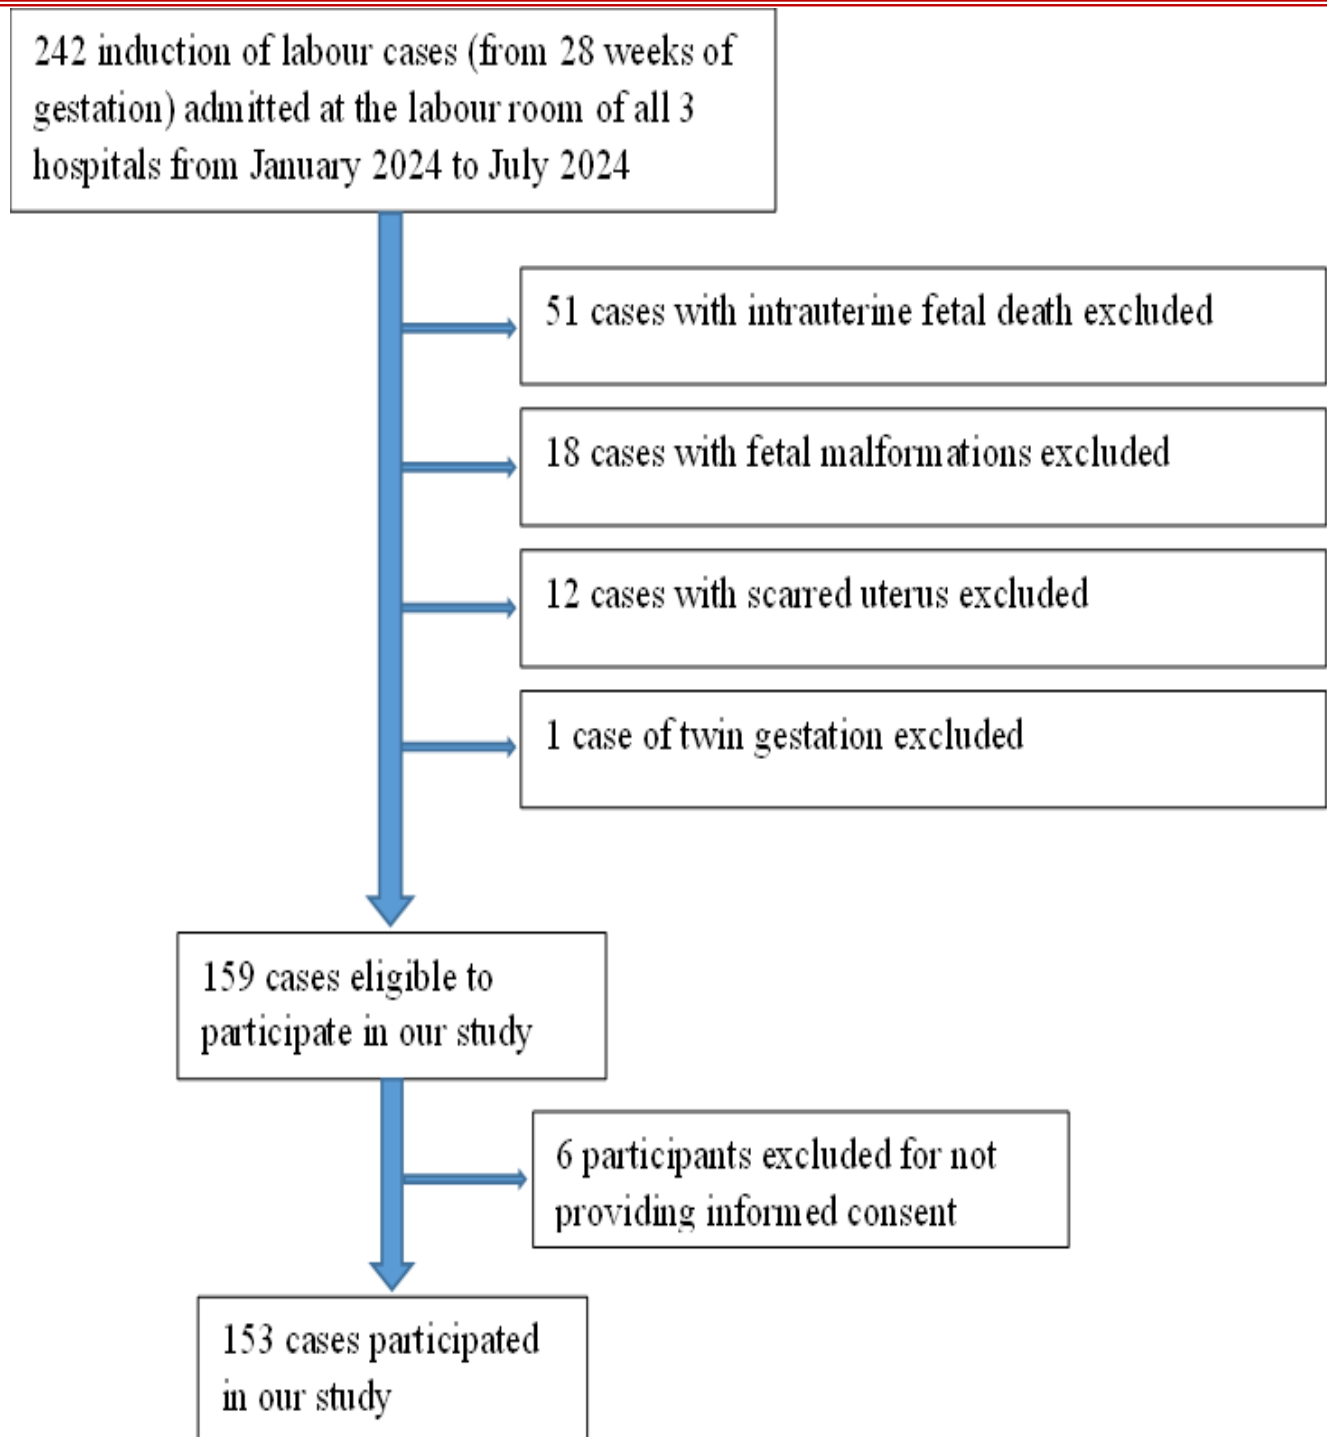 242 induction of labour cases (from 28 weeks of
gestation) admitted at the labour room of all 3
hospitals from January 2024 to July 2024
51 cases with intrauterine fetal death excluded
18 cases with fetal malformations excluded
12 cases with scarred uterus excluded
1 case of twin gestation excluded
159 cases eligible to
participate in our study
6 participants excluded for not
providing informed consent
153 cases participated
in our study